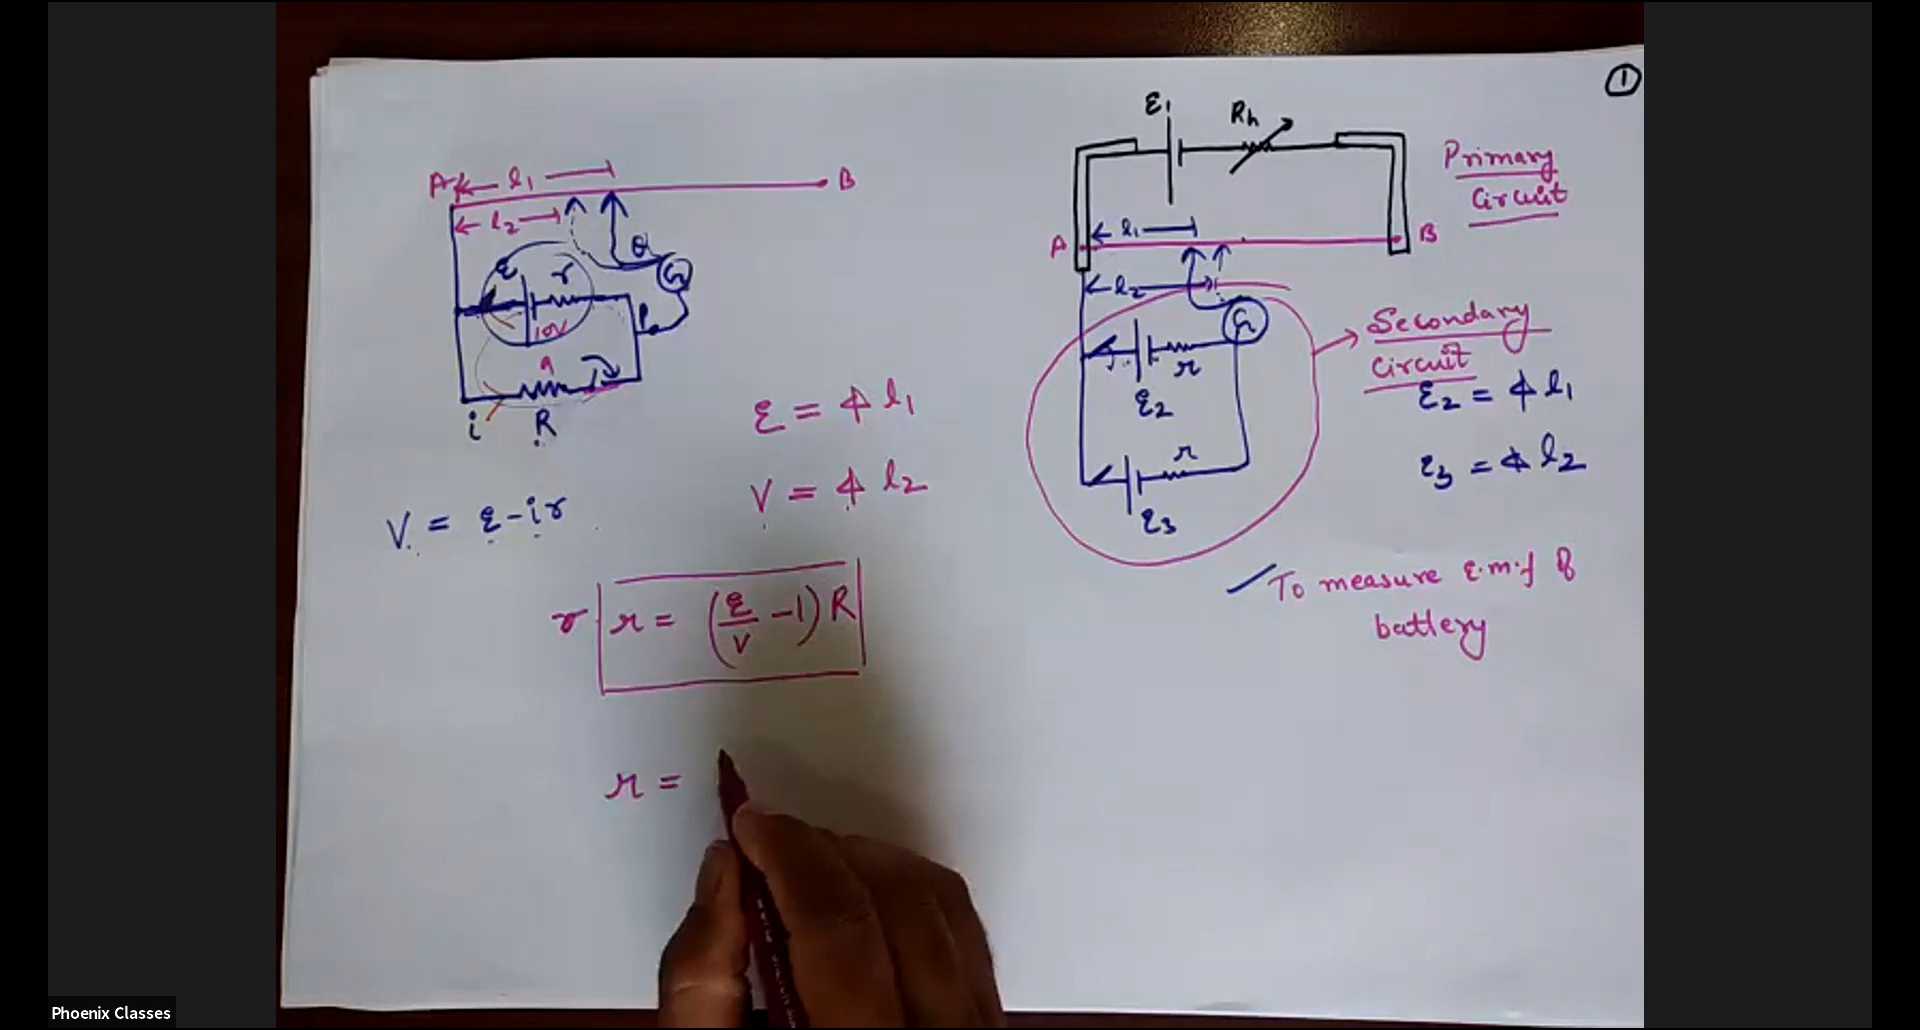 1
A l1 B
l2
ε r Q
G
10V P
q
i R
ε = ϕ l1
V = ϕ l2
V = ε - ir
r r = (ε/V - 1) R
r =
ε1 Rh
Primary
Circuit
A l1 B
l2
G
r
ε2
r
ε3
Secondary
Circuit
ε2 = ϕ l1
ε3 = ϕ l2
To measure e.m.f of
battery
Phoenix Classes